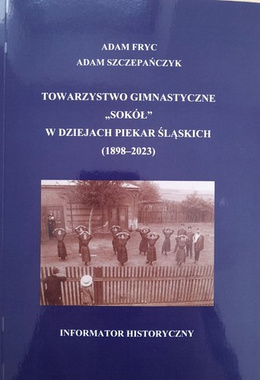 ADAM FRYC
ADAM SZCZEPAŃCZYK
TOWARZYSTWO GIMNASTYCZNE
„SOKÓŁ”
W DZIEJACH PIEKAR ŚLĄSKICH
(1898–2023)
INFORMATOR HISTORYCZNY